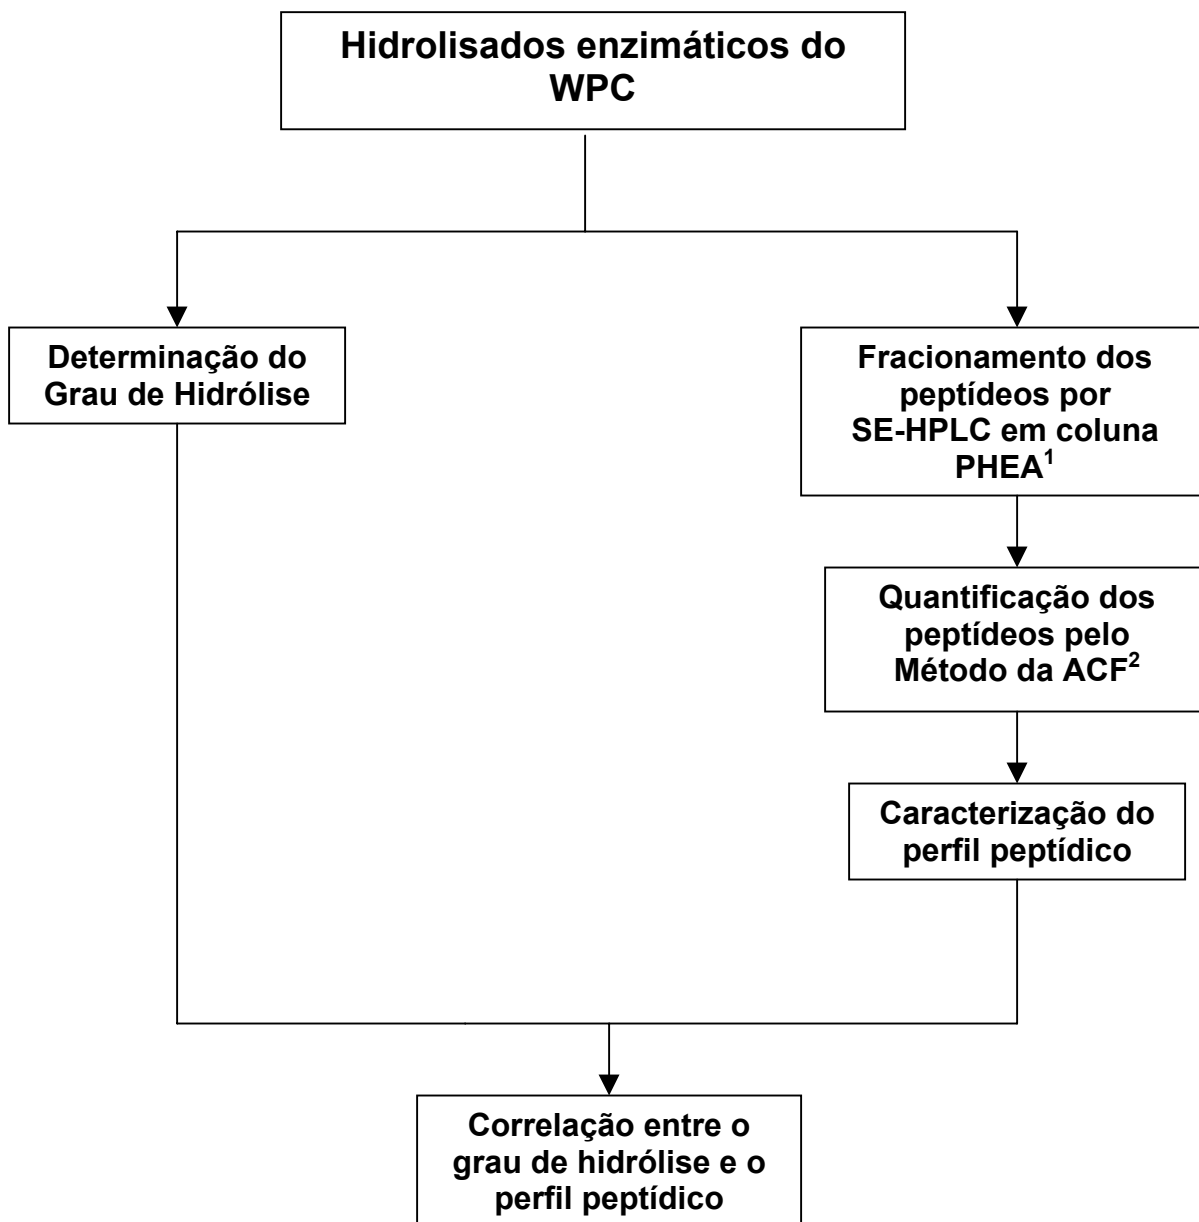 Hidrolisados enzimáticos do
WPC
Determinação do
Grau de Hidrólise
Fracionamento dos
peptídeos por
SE-HPLC em coluna
PHEA¹
Quantificação dos
peptídeos pelo
Método da ACF²
Caracterização do
perfil peptídico
Correlação entre o
grau de hidrólise e o
perfil peptídico